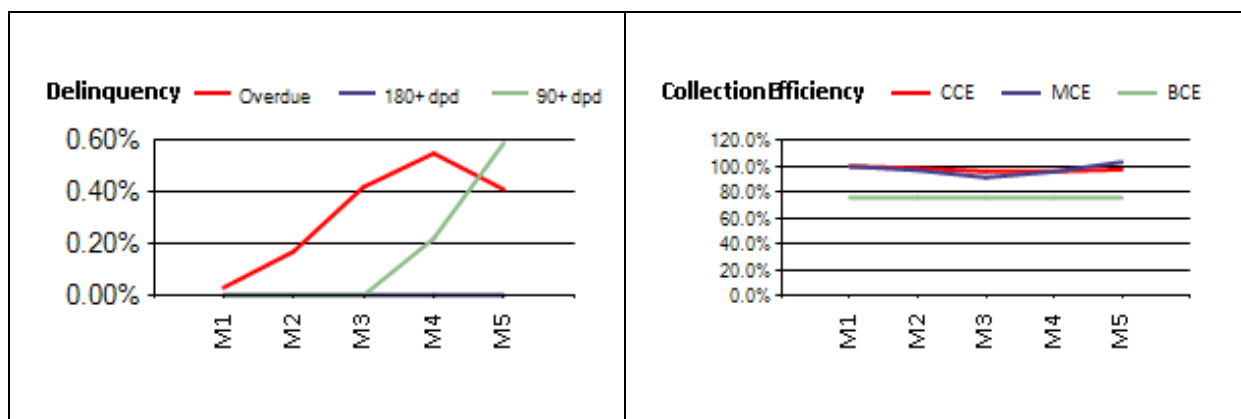 Delinquency Overdue 180+ dpd 90+ dpd
0.60%
0.40%
0.20%
0.00%
M1 M2 M3 M4 M5
Collection Efficiency CCE MCE BCE
120.0%
100.0%
80.0%
60.0%
40.0%
20.0%
0.0%
M1 M2 M3 M4 M5